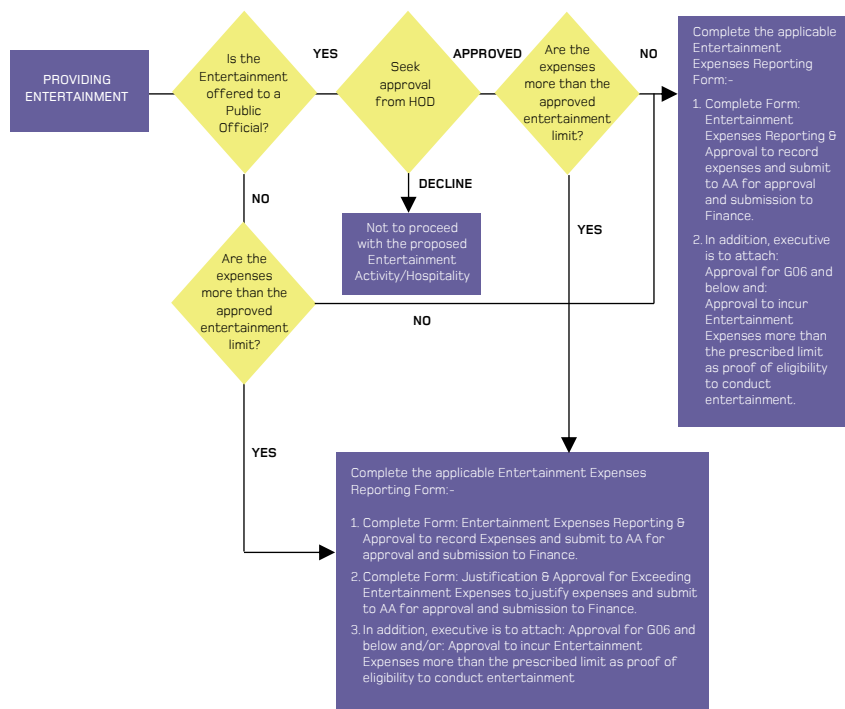 PROVIDING
ENTERTAINMENT
Is the
Entertainment
offered to a
Public
Official?
YES
Seek
approval
from HOD
APPROVED
Are the
expenses
more than the
approved
entertainment
limit?
NO
Complete the applicable
Entertainment
Expenses Reporting
Form:-
1. Complete Form:
Entertainment
Expenses Reporting &
Approval to record
expenses and submit
to AA for approval
and submission to
Finance.
2. In addition, executive
is to attach:
Approval for G06 and
below and:
Approval to incur
Entertainment
Expenses more than
the prescribed limit
as proof of eligibility
to conduct
entertainment.
DECLINE
Not to proceed
with the proposed
Entertainment
Activity/Hospitality
NO
Are the
expenses
more than the
approved
entertainment
limit?
NO
YES
YES
Complete the applicable Entertainment Expenses
Reporting Form:-
1. Complete Form: Entertainment Expenses Reporting &
Approval to record Expenses and submit to AA for
approval and submission to Finance.
2. Complete Form: Justification & Approval for Exceeding
Entertainment Expenses to justify expenses and submit
to AA for approval and submission to Finance.
3. In addition, executive is to attach: Approval for G06 and
below and/or: Approval to incur Entertainment
Expenses more than the prescribed limit as proof of
eligibility to conduct entertainment